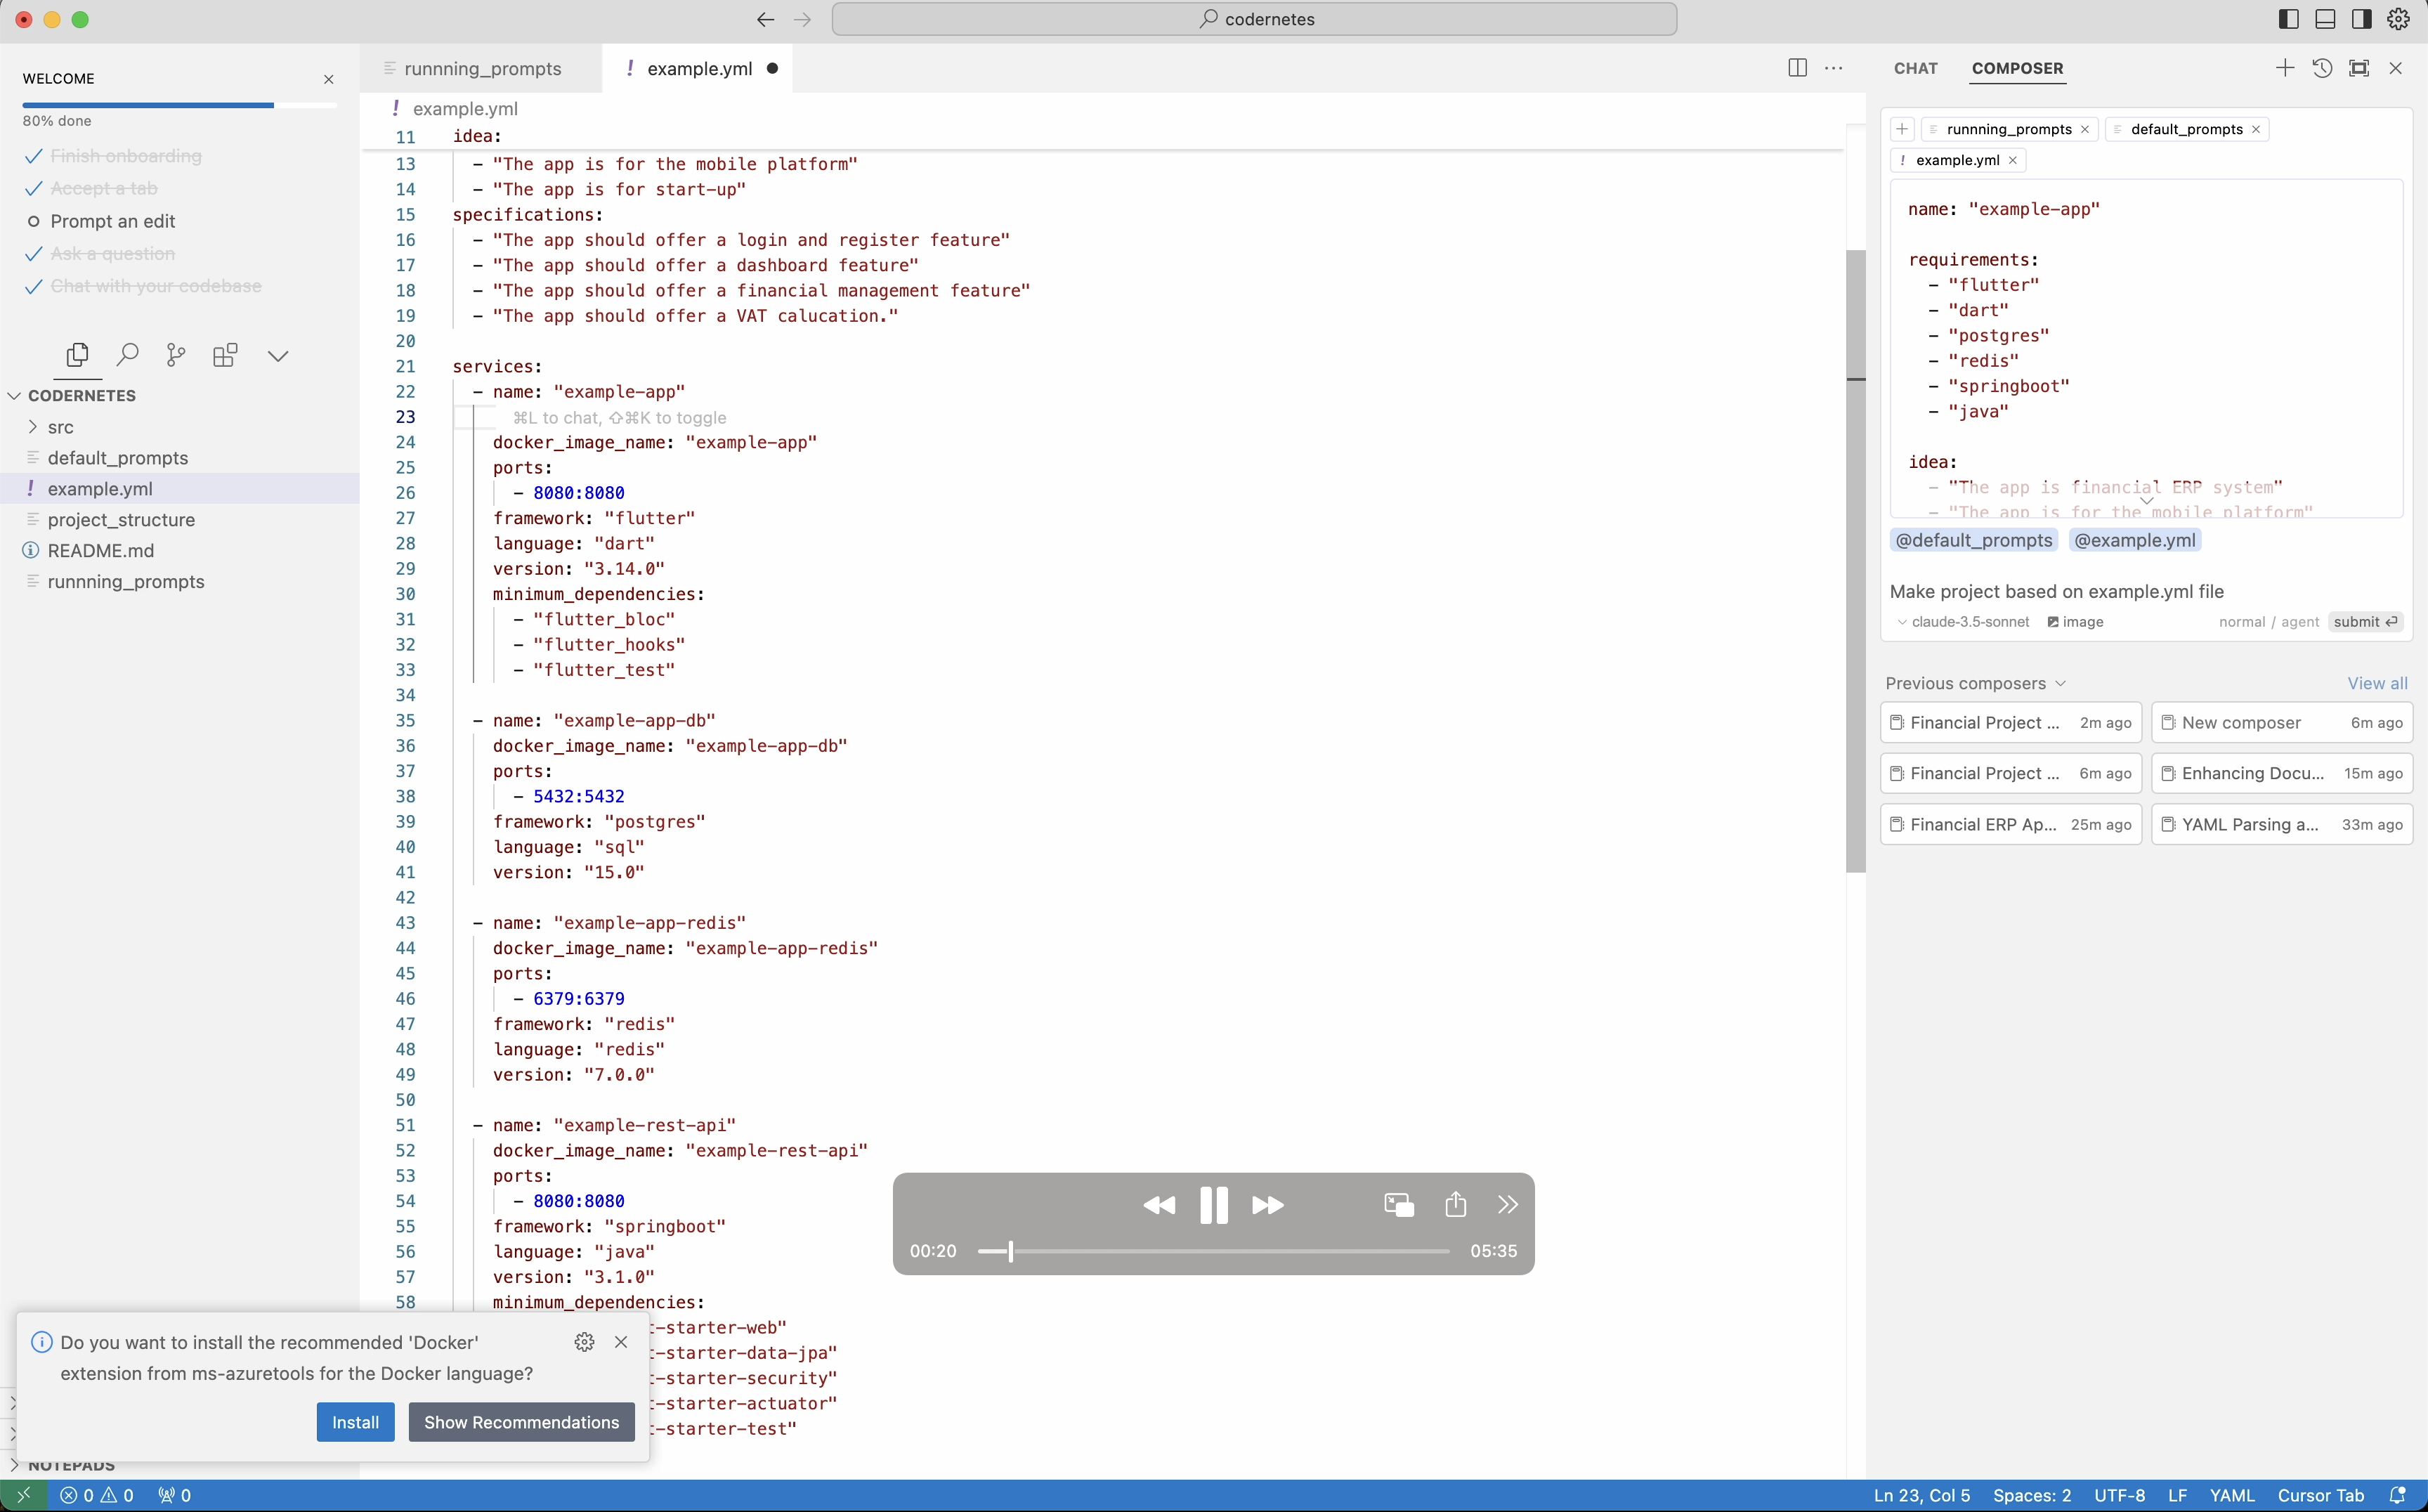 codernetes
WELCOME
80% done
Finish onboarding
Accept a tab
Prompt an edit
Ask a question
Chat with your codebase
CODERNETES
src
default_prompts
! example.yml
project_structure
README.md
runnning_prompts
runnning_prompts
! example.yml
! example.yml
11 idea:
13 - "The app is for the mobile platform"
14 - "The app is for start-up"
15 specifications:
16 - "The app should offer a login and register feature"
17 - "The app should offer a dashboard feature"
18 - "The app should offer a financial management feature"
19 - "The app should offer a VAT calucation."
20
21 services:
22 - name: "example-app"
23 ⌘L to chat, ⇧⌘K to toggle
24 docker_image_name: "example-app"
25 ports:
26 - 8080:8080
27 framework: "flutter"
28 language: "dart"
29 version: "3.14.0"
30 minimum_dependencies:
31 - "flutter_bloc"
32 - "flutter_hooks"
33 - "flutter_test"
34
35 - name: "example-app-db"
36 docker_image_name: "example-app-db"
37 ports:
38 - 5432:5432
39 framework: "postgres"
40 language: "sql"
41 version: "15.0"
42
43 - name: "example-app-redis"
44 docker_image_name: "example-app-redis"
45 ports:
46 - 6379:6379
47 framework: "redis"
48 language: "redis"
49 version: "7.0.0"
50
51 - name: "example-rest-api"
52 docker_image_name: "example-rest-api"
53 ports:
54 - 8080:8080
55 framework: "springboot"
56 language: "java"
57 version: "3.1.0"
58 minimum_dependencies:
t-starter-web"
t-starter-data-jpa"
t-starter-security"
t-starter-actuator"
t-starter-test"
00:20 05:35
Do you want to install the recommended 'Docker'
extension from ms-azuretools for the Docker language?
Install Show Recommendations
NOTEPADS
CHAT COMPOSER
runnning_prompts default_prompts
! example.yml
name: "example-app"
requirements:
- "flutter"
- "dart"
- "postgres"
- "redis"
- "springboot"
- "java"
idea:
- "The app is financial ERP system"
- "The app is for the mobile platform"
@default_prompts @example.yml
Make project based on example.yml file
claude-3.5-sonnet image normal / agent submit
Previous composers View all
Financial Project ... 2m ago New composer 6m ago
Financial Project ... 6m ago Enhancing Docu... 15m ago
Financial ERP Ap... 25m ago YAML Parsing a... 33m ago
0 0 0 Ln 23, Col 5 Spaces: 2 UTF-8 LF YAML Cursor Tab